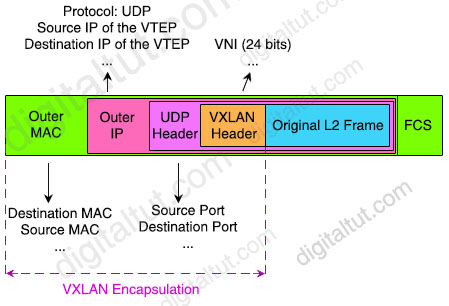 Protocol: UDP
Source IP of the VTEP
Destination IP of the VTEP
...
VNI (24 bits)
...
Outer
MAC
Outer
IP
UDP
Header
VXLAN
Header
Original L2 Frame
FCS
Destination MAC
Source MAC
...
Source Port
Destination Port
...
VXLAN Encapsulation
digitaltut.com
digitaltut.com
digitaltut.com
digitaltut.com